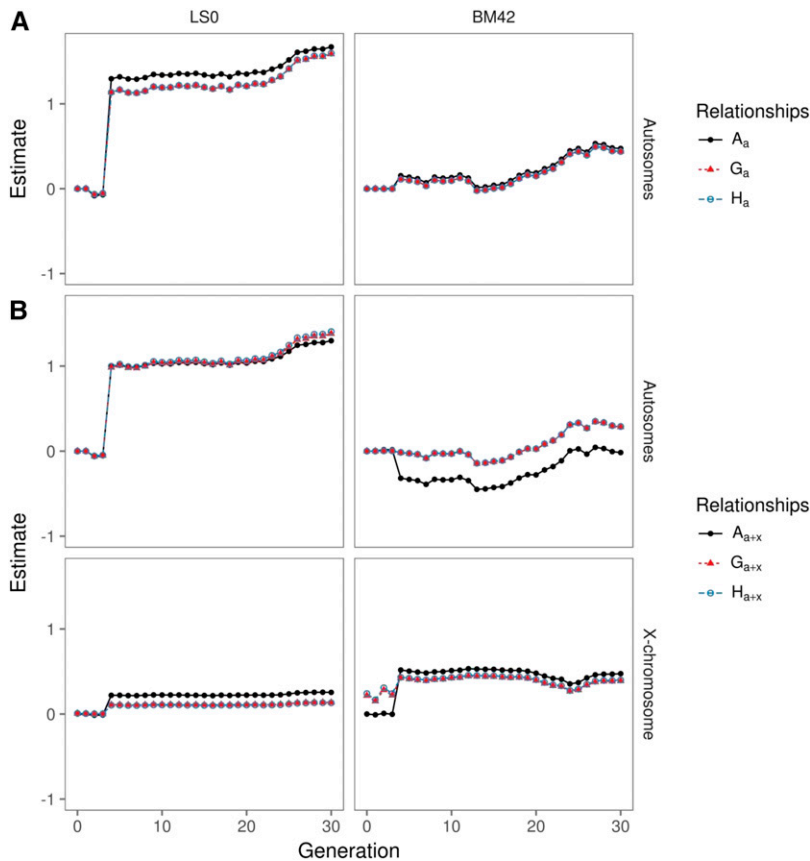 A
LS0
BM42
Estimate
1
0
-1
Autosomes
Relationships
Aa
Ga
Ha
B
Estimate
1
0
-1
Autosomes
1
0
-1
X-chromosome
Relationships
Aa+x
Ga+x
Ha+x
0 10 20 30
0 10 20 30
Generation